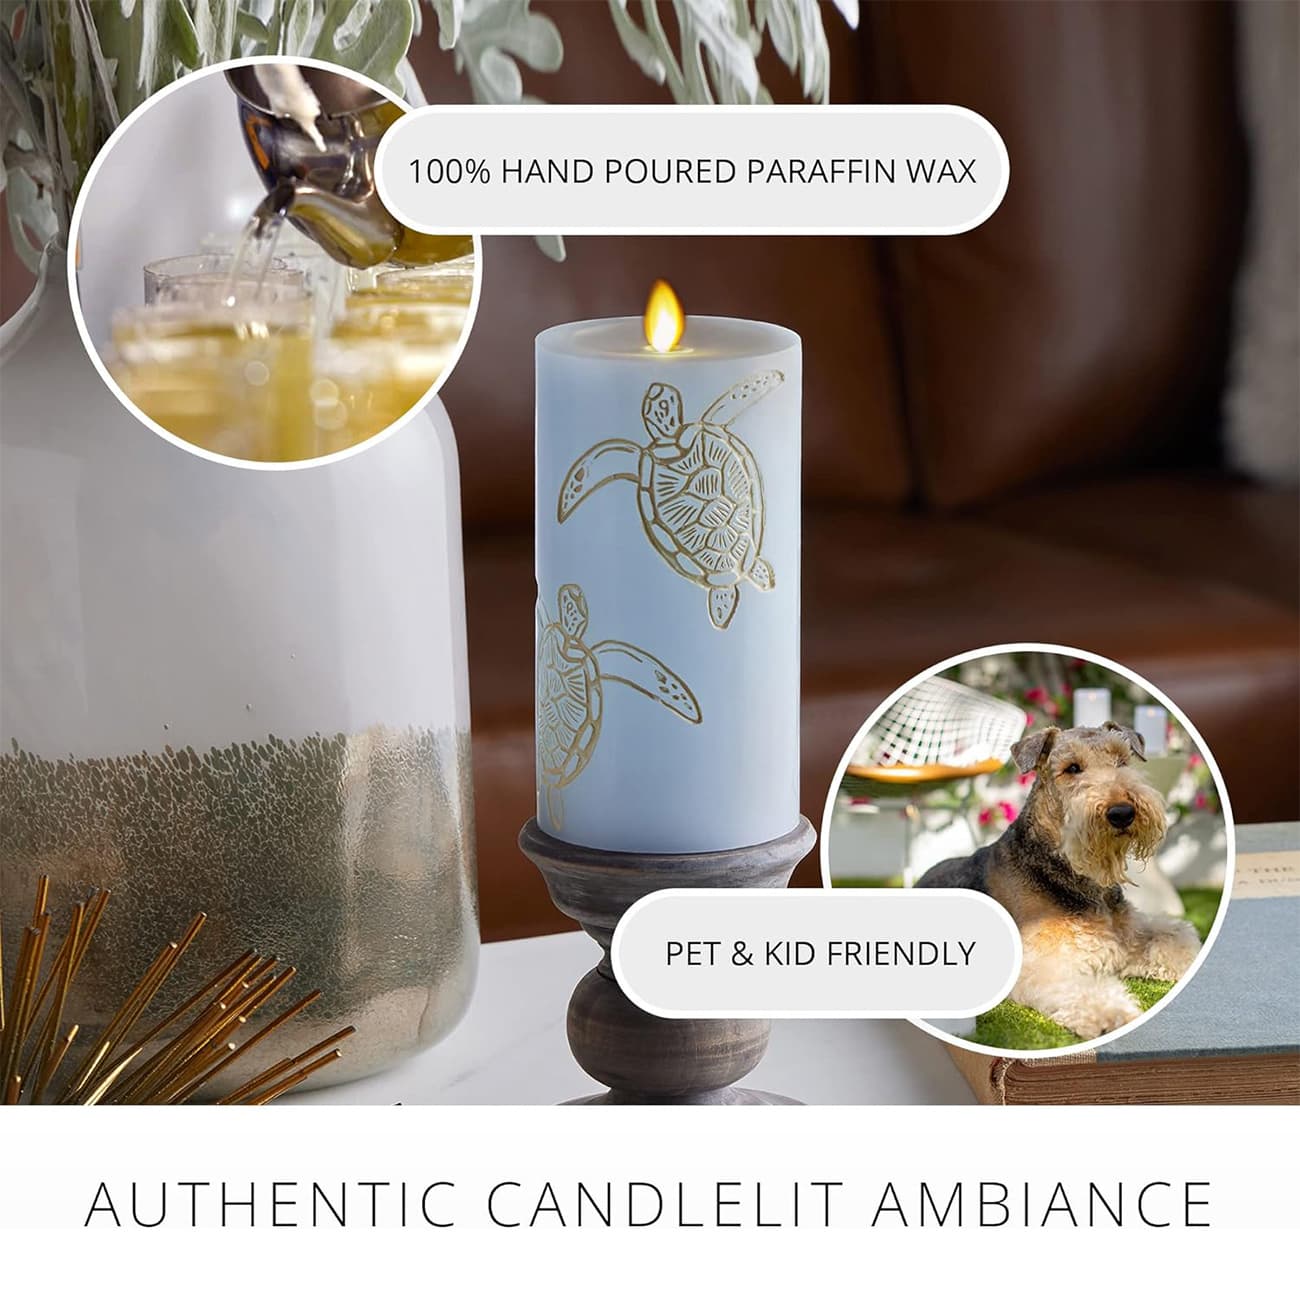 100% HAND POURED PARAFFIN WAX
PET & KID FRIENDLY
AUTHENTIC CANDLELIT AMBIANCE